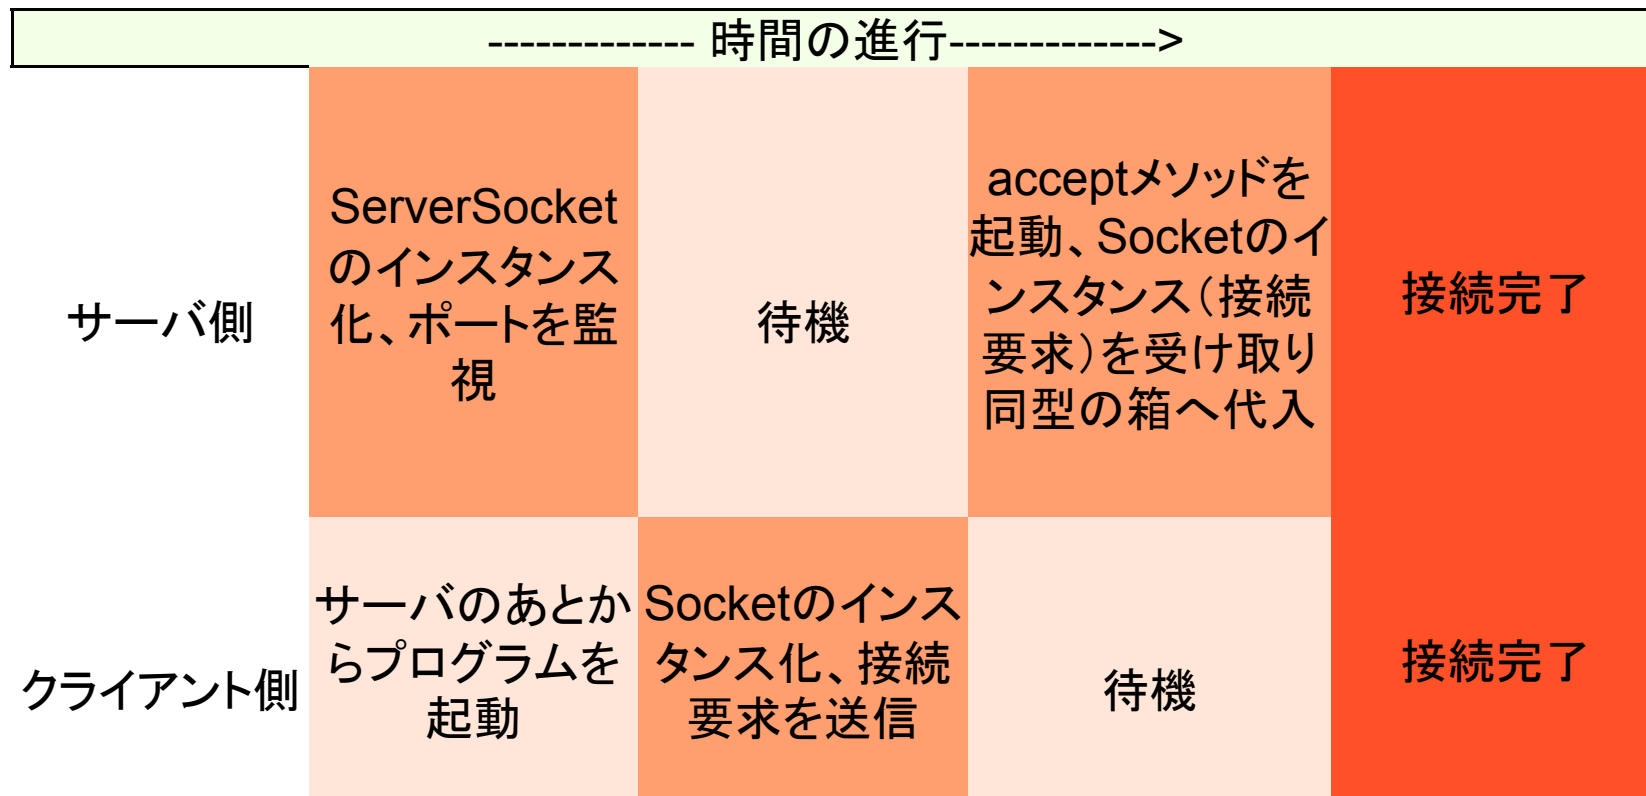 ------------- 時間の進行------------->
サーバ側
ServerSocket
のインスタンス
化、ポートを監
視
待機
acceptメソッドを
起動、Socketのイ
ンスタンス（接続
要求）を受け取り
同型の箱へ代入
接続完了
クライアント側
サーバのあとか
らプログラムを
起動
Socketのインス
タンス化、接続
要求を送信
待機
接続完了